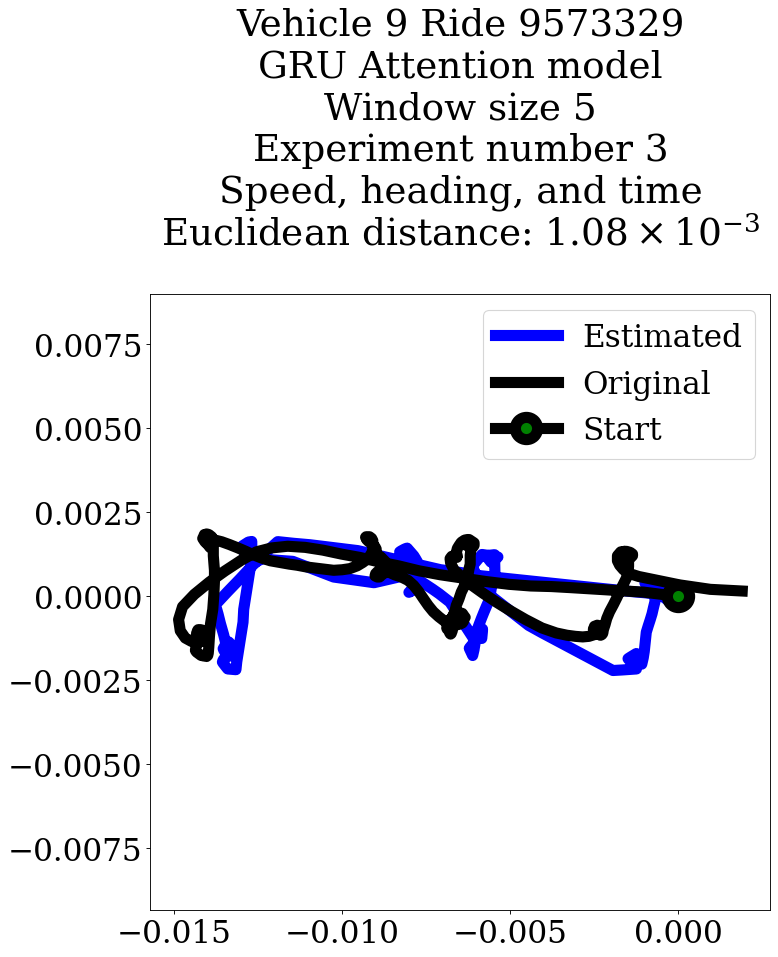 Vehicle 9 Ride 9573329
GRU Attention model
Window size 5
Experiment number 3
Speed, heading, and time
Euclidean distance: 1.08 × 10⁻³
Estimated
Original
Start
0.0075
0.0050
0.0025
0.0000
−0.0025
−0.0050
−0.0075
−0.015
−0.010
−0.005
0.000